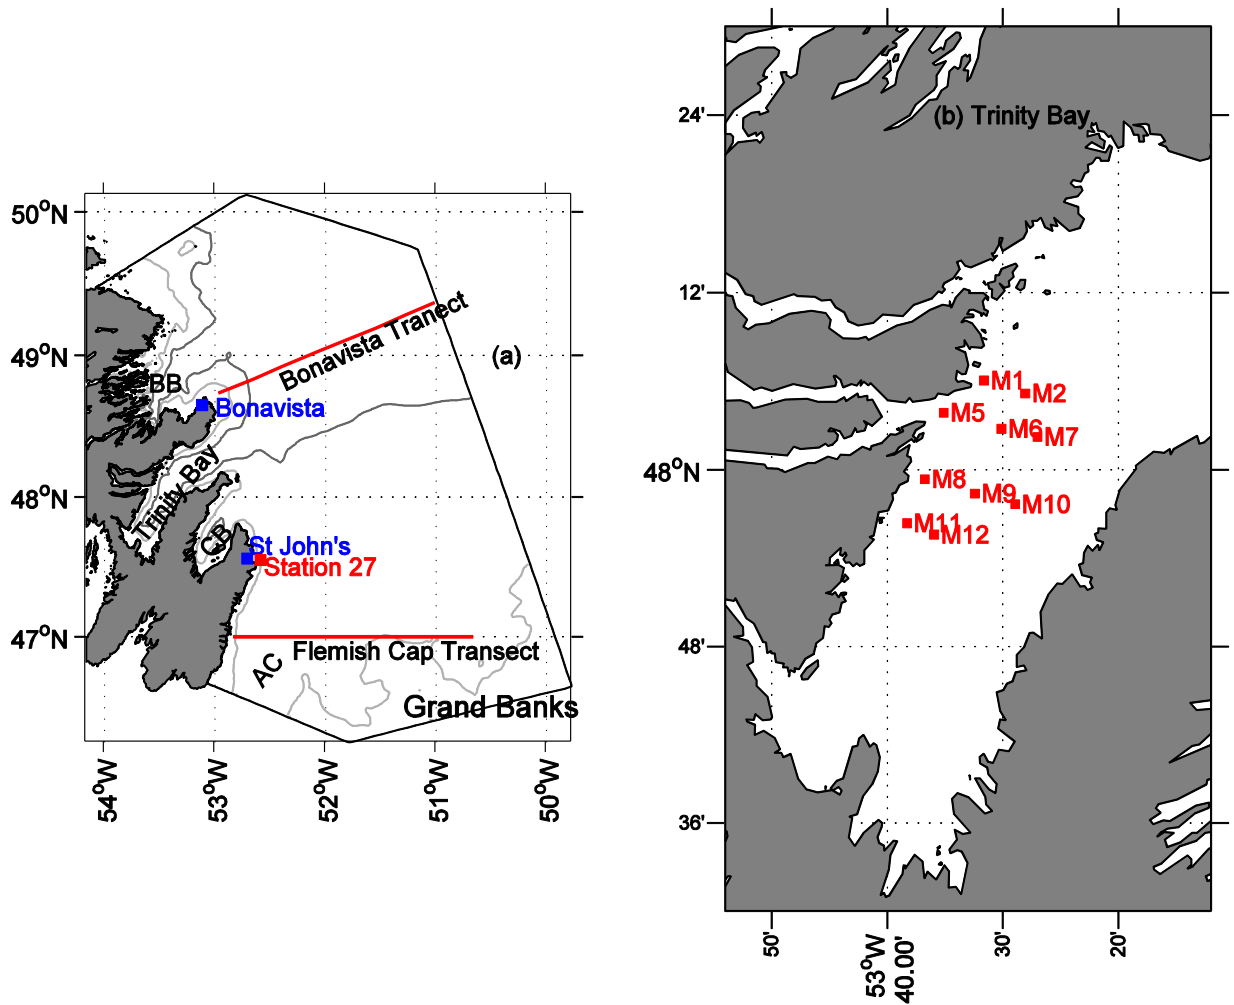 50°N
49°N
48°N
47°N
54°W
53°W
52°W
51°W
50°W
(a)
Bonavista Tranect
BB
Bonavista
Trinity Bay
CB
St John's
Station 27
Flemish Cap Transect
AC
Grand Banks
(b) Trinity Bay
24'
12'
48°N
48'
36'
50'
53°W
40.00'
30'
20'
M1
M2
M5
M6
M7
M8
M9
M10
M11
M12